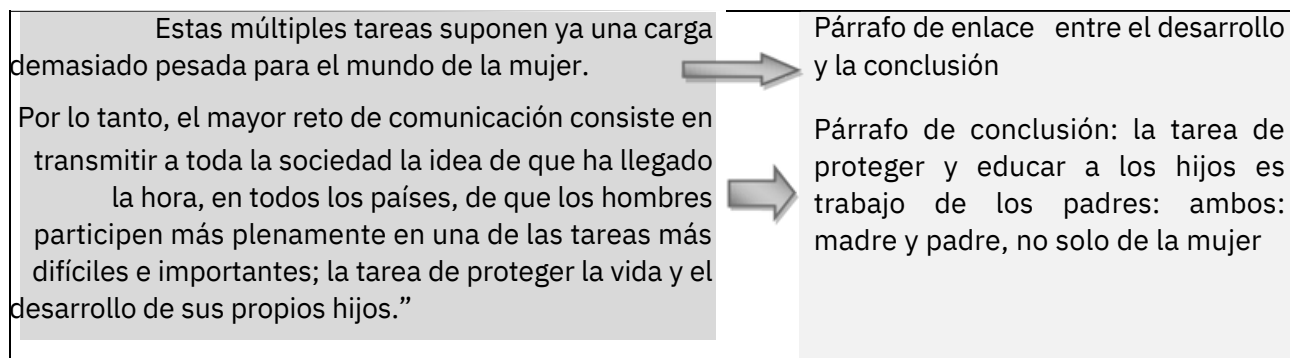 Estas múltiples tareas suponen ya una carga
demasiado pesada para el mundo de la mujer.
Por lo tanto, el mayor reto de comunicación consiste en
transmitir a toda la sociedad la idea de que ha llegado
la hora, en todos los países, de que los hombres
participen más plenamente en una de las tareas más
difíciles e importantes; la tarea de proteger la vida y el
desarrollo de sus propios hijos.”
Párrafo de enlace entre el desarrollo
y la conclusión
Párrafo de conclusión: la tarea de
proteger y educar a los hijos es
trabajo de los padres: ambos:
madre y padre, no solo de la mujer